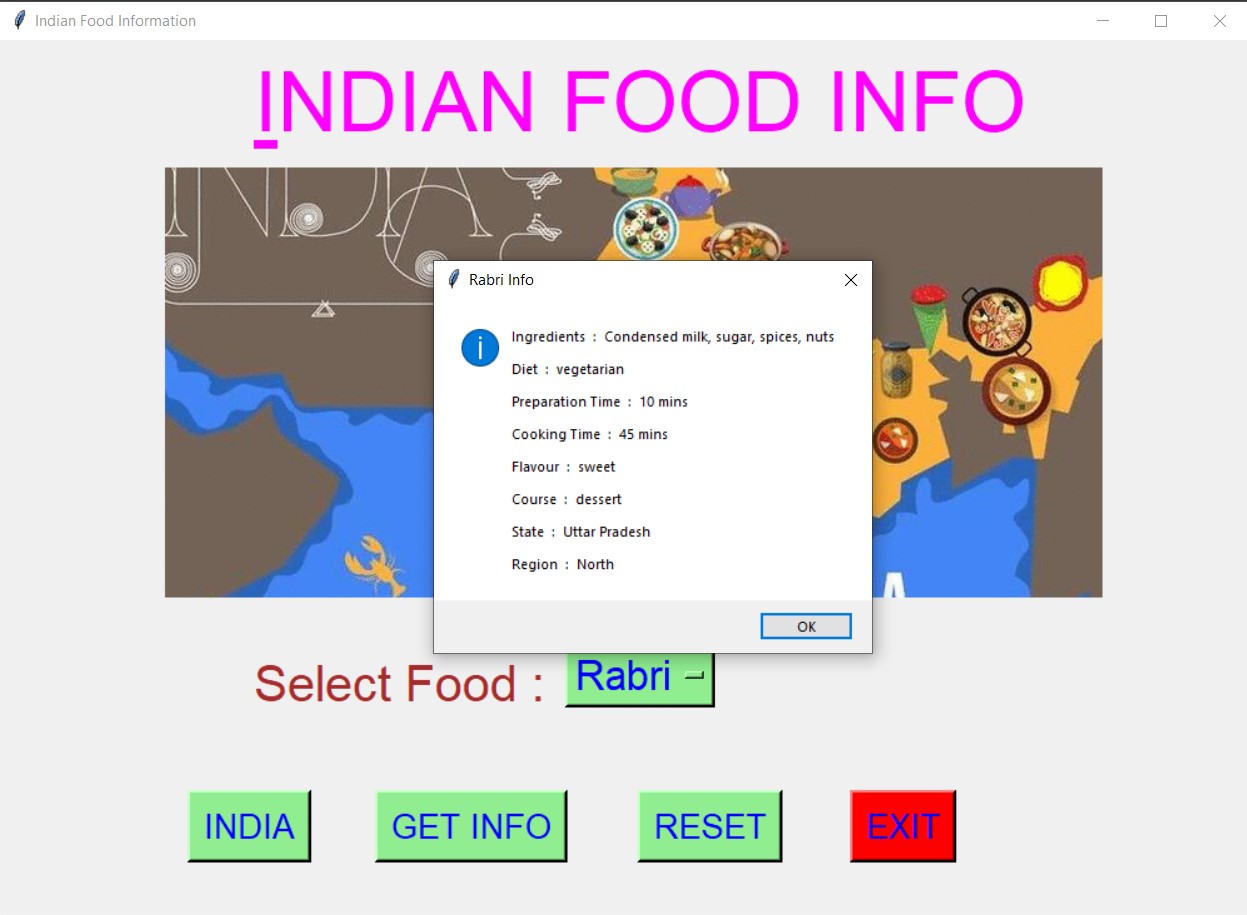 Indian Food Information
INDIAN FOOD INFO
INDIA
Rabri Info
Ingredients : Condensed milk, sugar, spices, nuts
Diet : vegetarian
Preparation Time : 10 mins
Cooking Time : 45 mins
Flavour : sweet
Course : dessert
State : Uttar Pradesh
Region : North
OK
Select Food : Rabri
INDIA GET INFO RESET EXIT